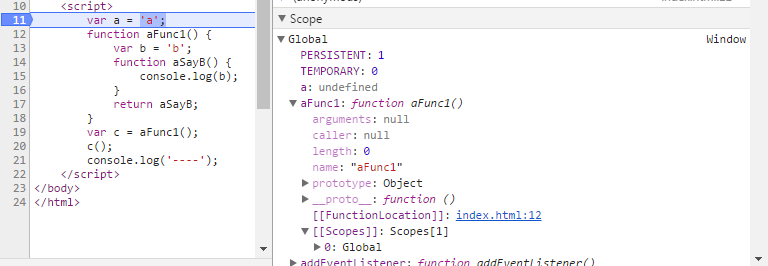 10 <script>
11 var a = 'a';
12 function aFunc1() {
13 var b = 'b';
14 function aSayB() {
15 console.log(b);
16 }
17 return aSayB;
18 }
19 var c = aFunc1();
20 c();
21 console.log('----');
22 </script>
23 </body>
24 </html>
Scope
Global Window
PERSISTENT: 1
TEMPORARY: 0
a: undefined
aFunc1: function aFunc1()
arguments: null
caller: null
length: 0
name: "aFunc1"
prototype: Object
__proto__: function ()
[[FunctionLocation]]: index.html:12
[[Scopes]]: Scopes[1]
0: Global
addEventListener: function addEventListener()